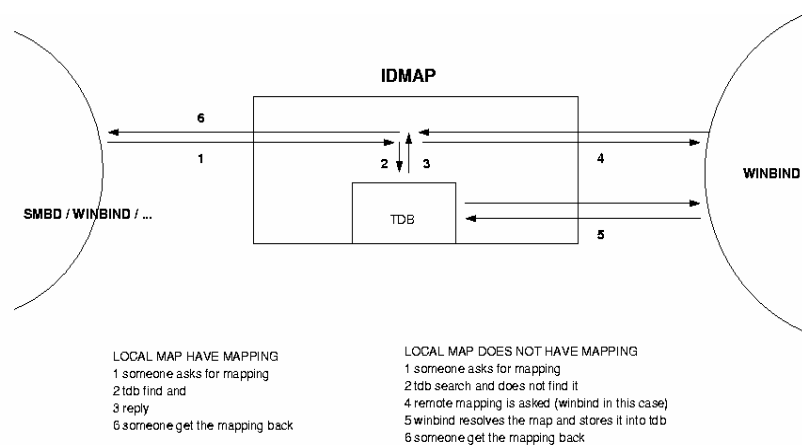 IDMAP
6
1
2
3
4
SMBD / WINBIND / ...
TDB
WINBIND
5
LOCAL MAP HAVE MAPPING
1 someone asks for mapping
2 tdb find and
3 reply
6 someone get the mapping back
LOCAL MAP DOES NOT HAVE MAPPING
1 someone asks for mapping
2 tdb search and does not find it
4 remote mapping is asked (winbind in this case)
5 winbind resolves the map and stores it into tdb
6 someone get the mapping back